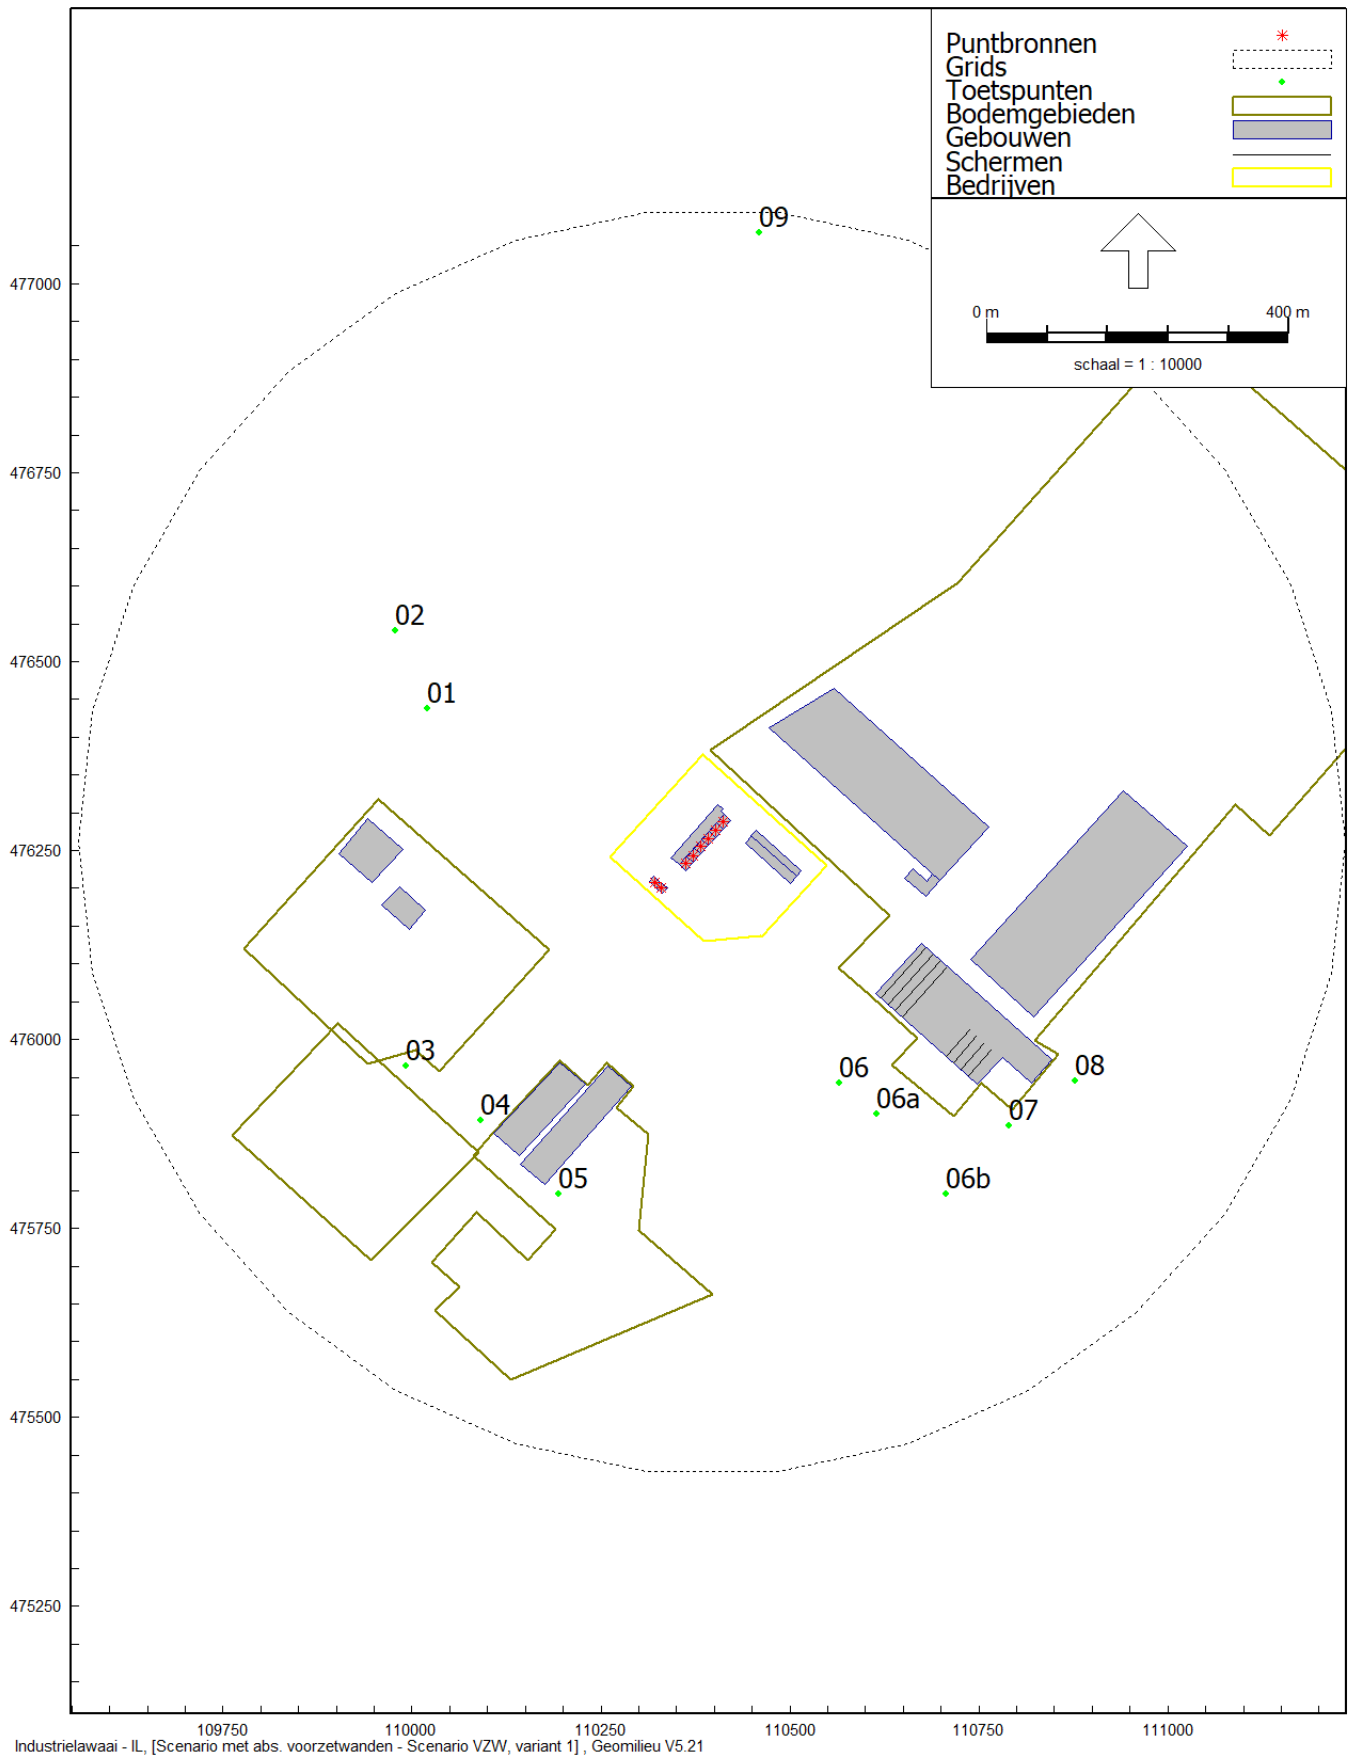 Puntbronnen
Grids
Toetspunten
Bodemgebieden
Gebouwen
Schermen
Bedrijven
0 m 400 m
schaal = 1 : 10000
09
477000
476750
02
476500
01
476250
476000
03
06
08
06a
04
07
05
06b
475750
475500
475250
109750 110000 110250 110500 110750 111000
Industrielawaai - IL, [Scenario met abs. voorzetwanden - Scenario VZW, variant 1] , Geomilieu V5.21